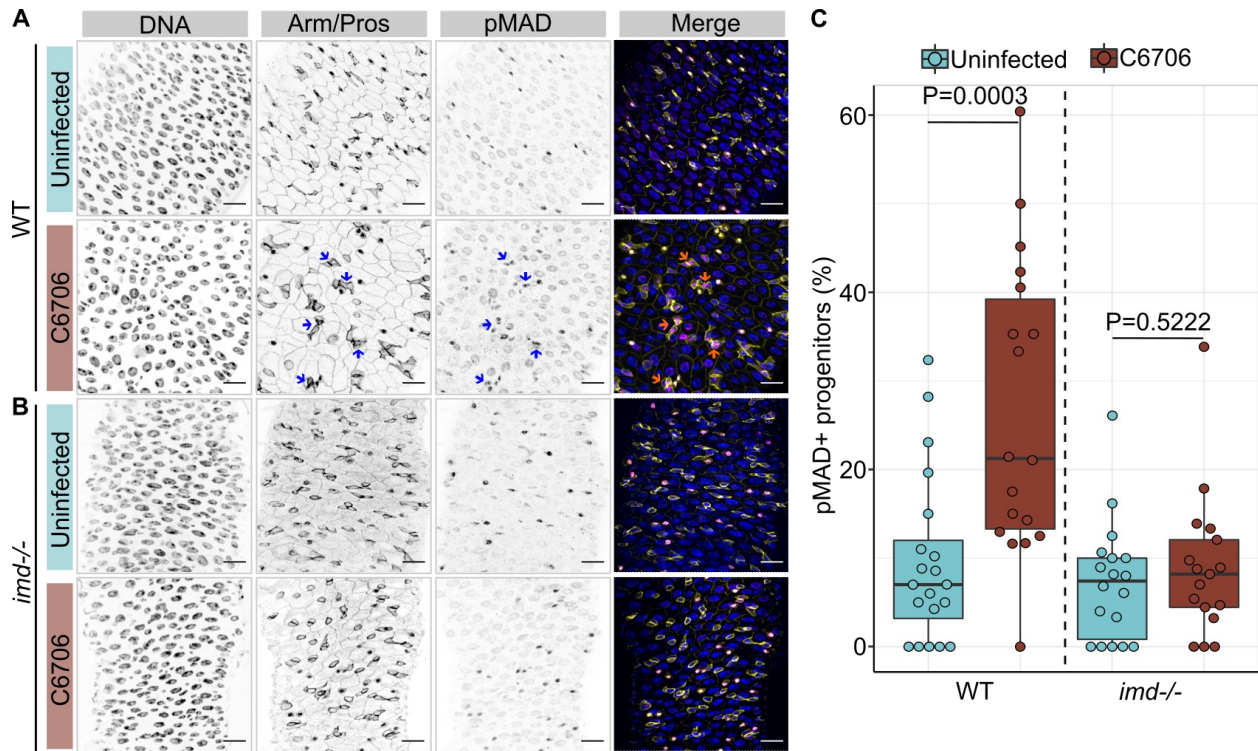 A
DNA
Arm/Pros
pMAD
Merge
WT
Uninfected
C6706
B
imd-/-
Uninfected
C6706
C
Uninfected
C6706
pMAD+ progenitors (%)
60
40
20
0
P=0.0003
P=0.5222
WT
imd-/-